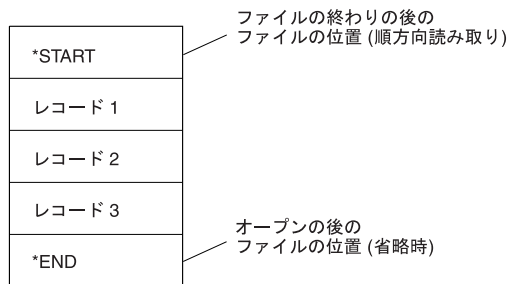 ファイルの終わりの後の
ファイルの位置 (順方向読み取り)
*START
レコード 1
レコード 2
レコード 3
オープンの後の
ファイルの位置 (省略時)
*END